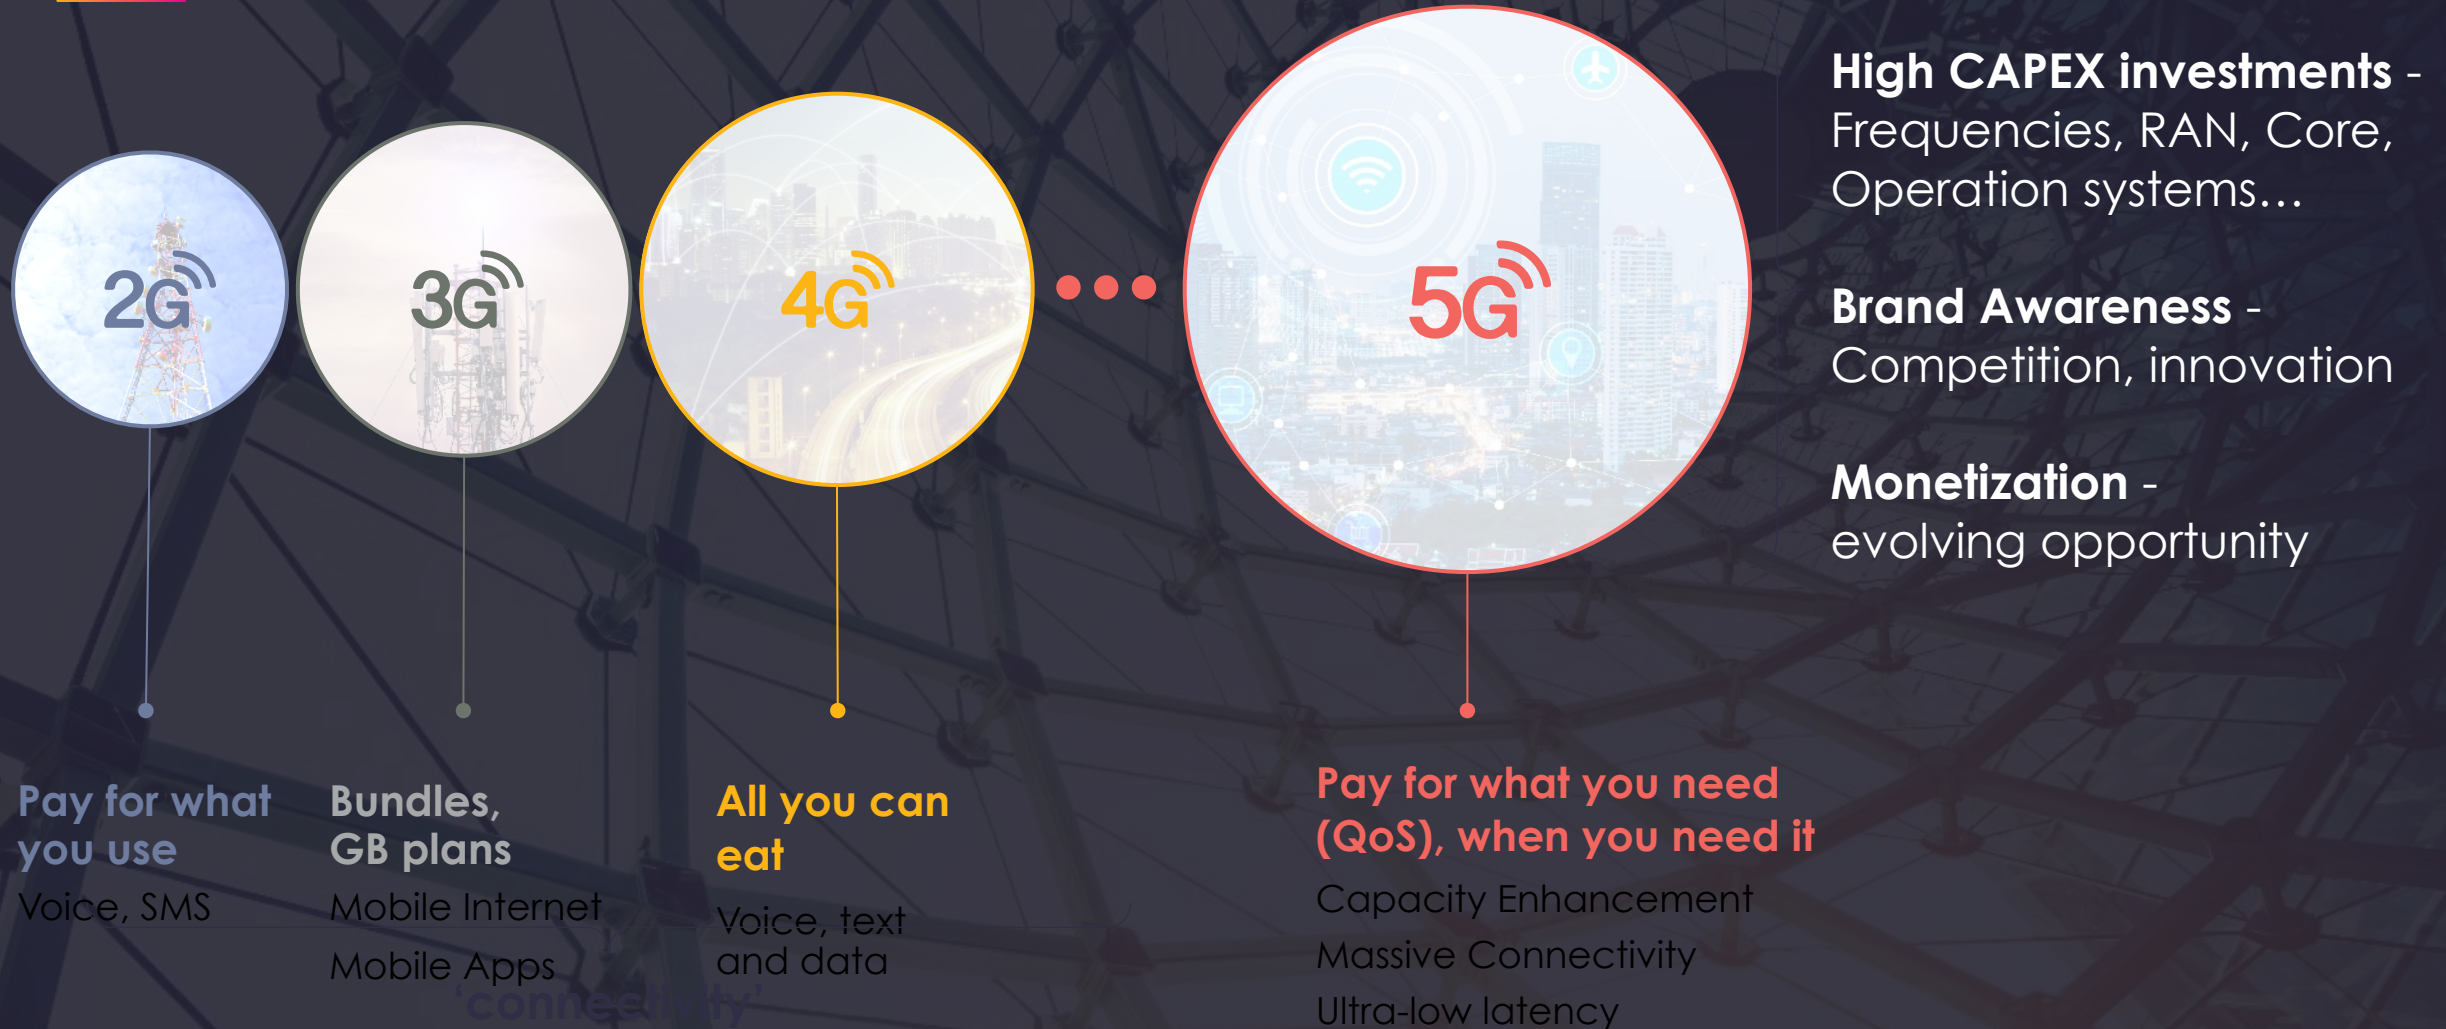 2G
3G
4G
5G
High CAPEX investments -
Frequencies, RAN, Core,
Operation systems…
Brand Awareness -
Competition, innovation
Monetization -
evolving opportunity
Pay for what
you use
Voice, SMS
Bundles,
GB plans
Mobile Internet
Mobile Apps
‘connectivity’
All you can
eat
Voice, text
and data
Pay for what you need
(QoS), when you need it
Capacity Enhancement
Massive Connectivity
Ultra-low latency